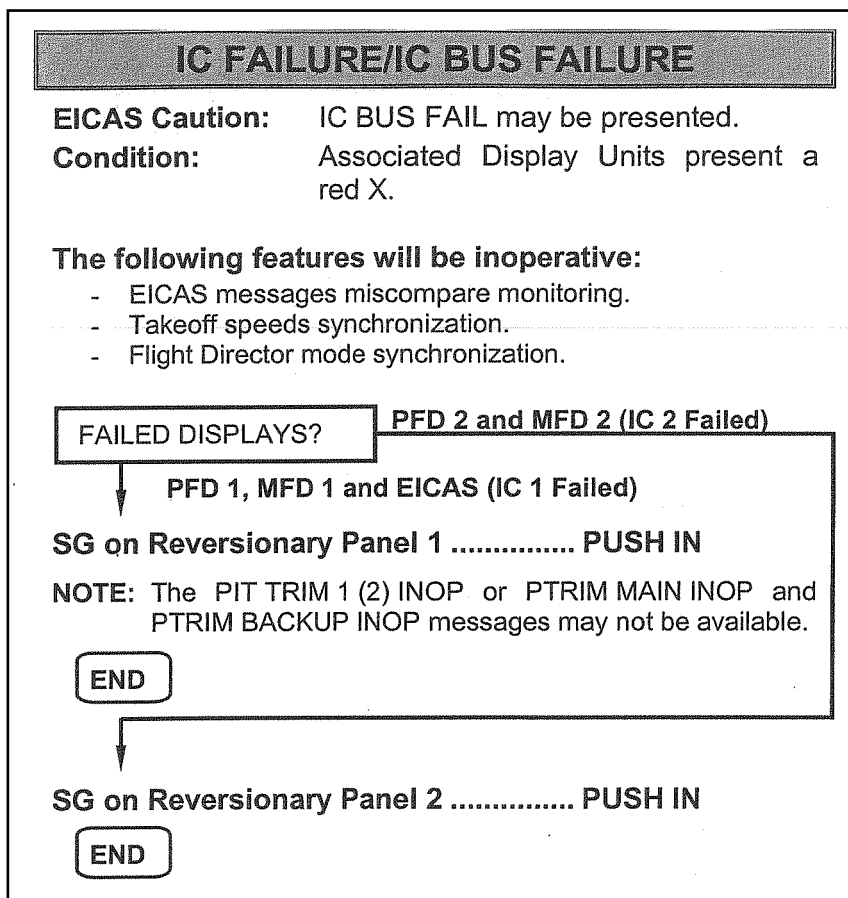 IC FAILURE/IC BUS FAILURE
EICAS Caution: IC BUS FAIL may be presented.
Condition: Associated Display Units present a
red X.
The following features will be inoperative:
- EICAS messages miscompare monitoring.
- Takeoff speeds synchronization.
- Flight Director mode synchronization.
FAILED DISPLAYS? PFD 2 and MFD 2 (IC 2 Failed)
PFD 1, MFD 1 and EICAS (IC 1 Failed)
SG on Reversionary Panel 1 ............... PUSH IN
NOTE: The PIT TRIM 1 (2) INOP or PTRIM MAIN INOP and
PTRIM BACKUP INOP messages may not be available.
END
SG on Reversionary Panel 2 ............... PUSH IN
END